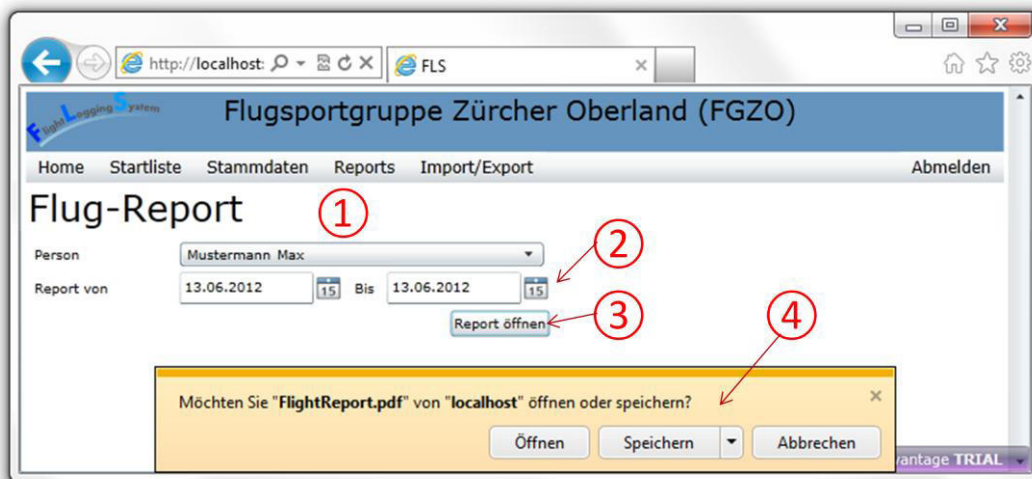 http://localhost: FLS
Flight Logging System
Flugsportgruppe Zürcher Oberland (FGZO)
Home Startliste Stammdaten Reports Import/Export Abmelden
Flug-Report
1
Person Mustermann Max
2
Report von 13.06.2012 15 Bis 13.06.2012 15
Report öffnen 3
4
Möchten Sie "FlightReport.pdf" von "localhost" öffnen oder speichern?
Öffnen Speichern Abbrechen
vantage TRIAL